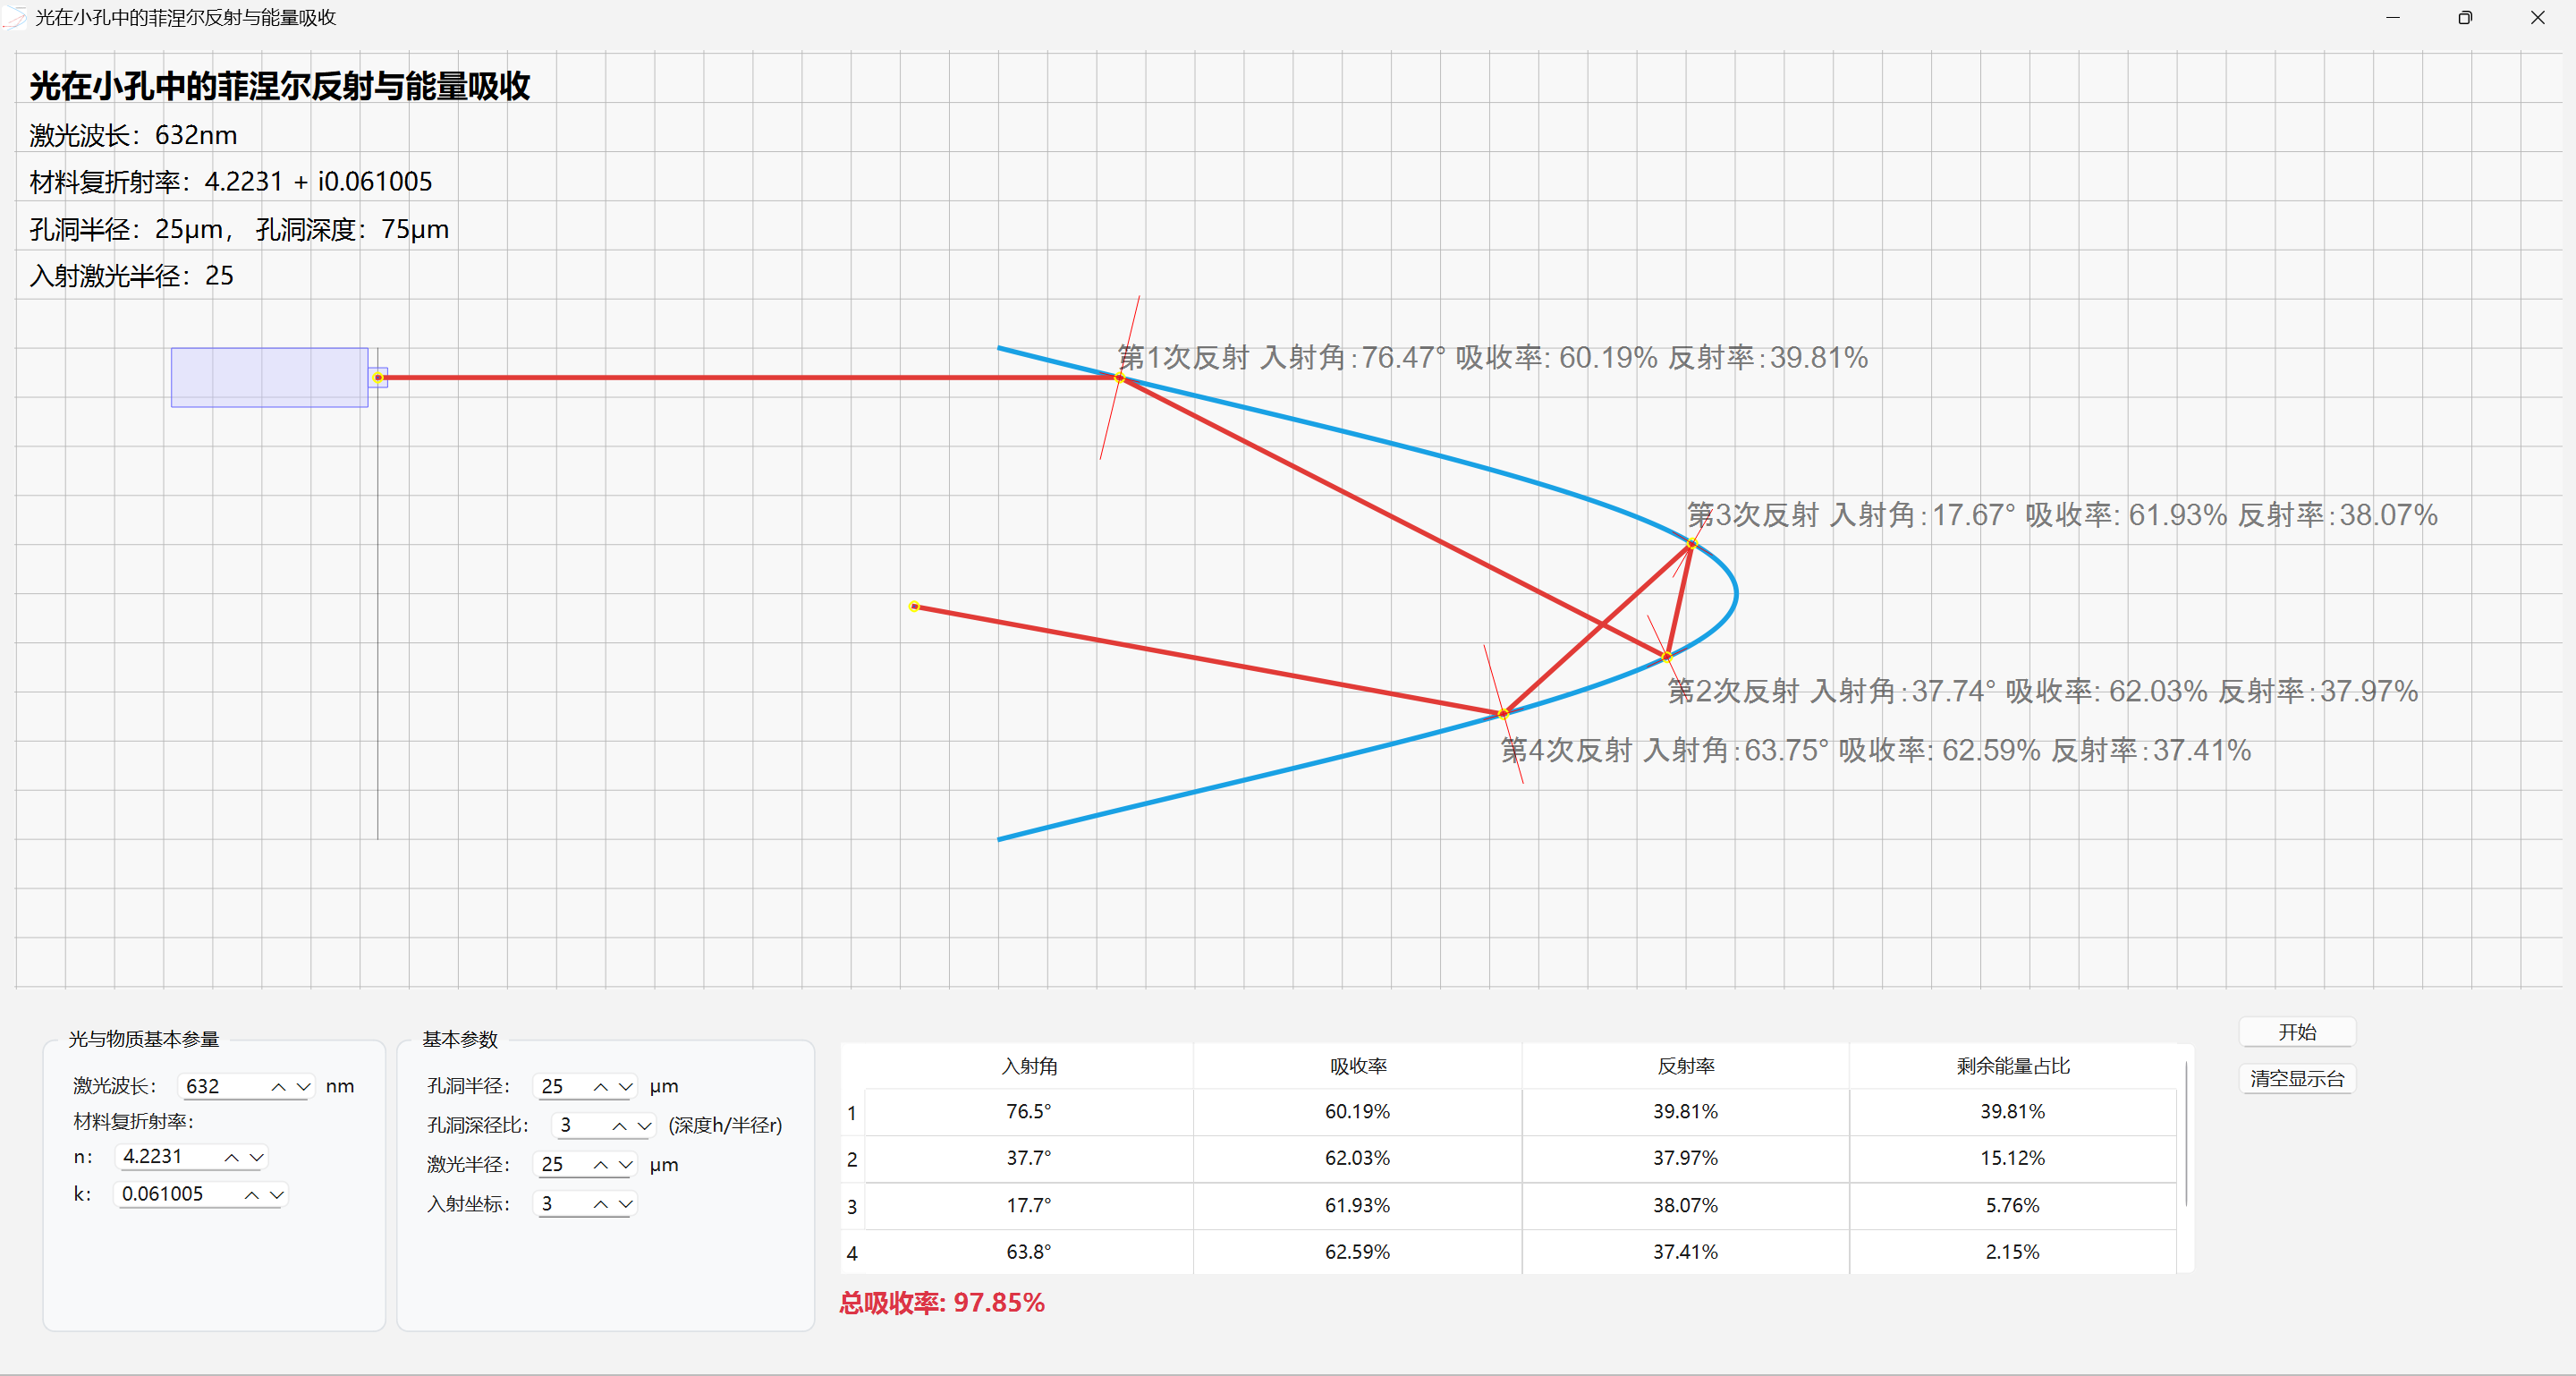 光在小孔中的菲涅尔反射与能量吸收
光在小孔中的菲涅尔反射与能量吸收
激光波长：632nm
材料复折射率：4.2231 + i0.061005
孔洞半径：25μm， 孔洞深度：75μm
入射激光半径：25
第1次反射 入射角:76.47° 吸收率: 60.19% 反射率:39.81%
第3次反射 入射角:17.67° 吸收率: 61.93% 反射率:38.07%
第2次反射 入射角:37.74° 吸收率: 62.03% 反射率:37.97%
第4次反射 入射角:63.75° 吸收率: 62.59% 反射率:37.41%
光与物质基本参量
激光波长： 632 nm
材料复折射率：
n: 4.2231
k: 0.061005
基本参数
孔洞半径： 25 μm
孔洞深径比： 3 (深度h/半径r)
激光半径： 25 μm
入射坐标： 3
入射角 吸收率 反射率 剩余能量占比
1 76.5° 60.19% 39.81% 39.81%
2 37.7° 62.03% 37.97% 15.12%
3 17.7° 61.93% 38.07% 5.76%
4 63.8° 62.59% 37.41% 2.15%
总吸收率: 97.85%
开始
清空显示台